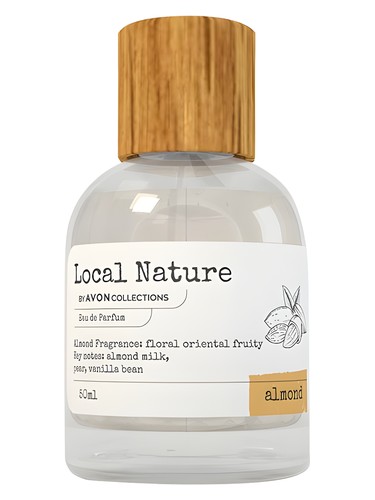 Local Nature
BY AVON COLLECTIONS
Eau de Parfum
Almond Fragrance: floral oriental fruity
Key notes: almond milk,
pear, vanilla bean
50ml
almond